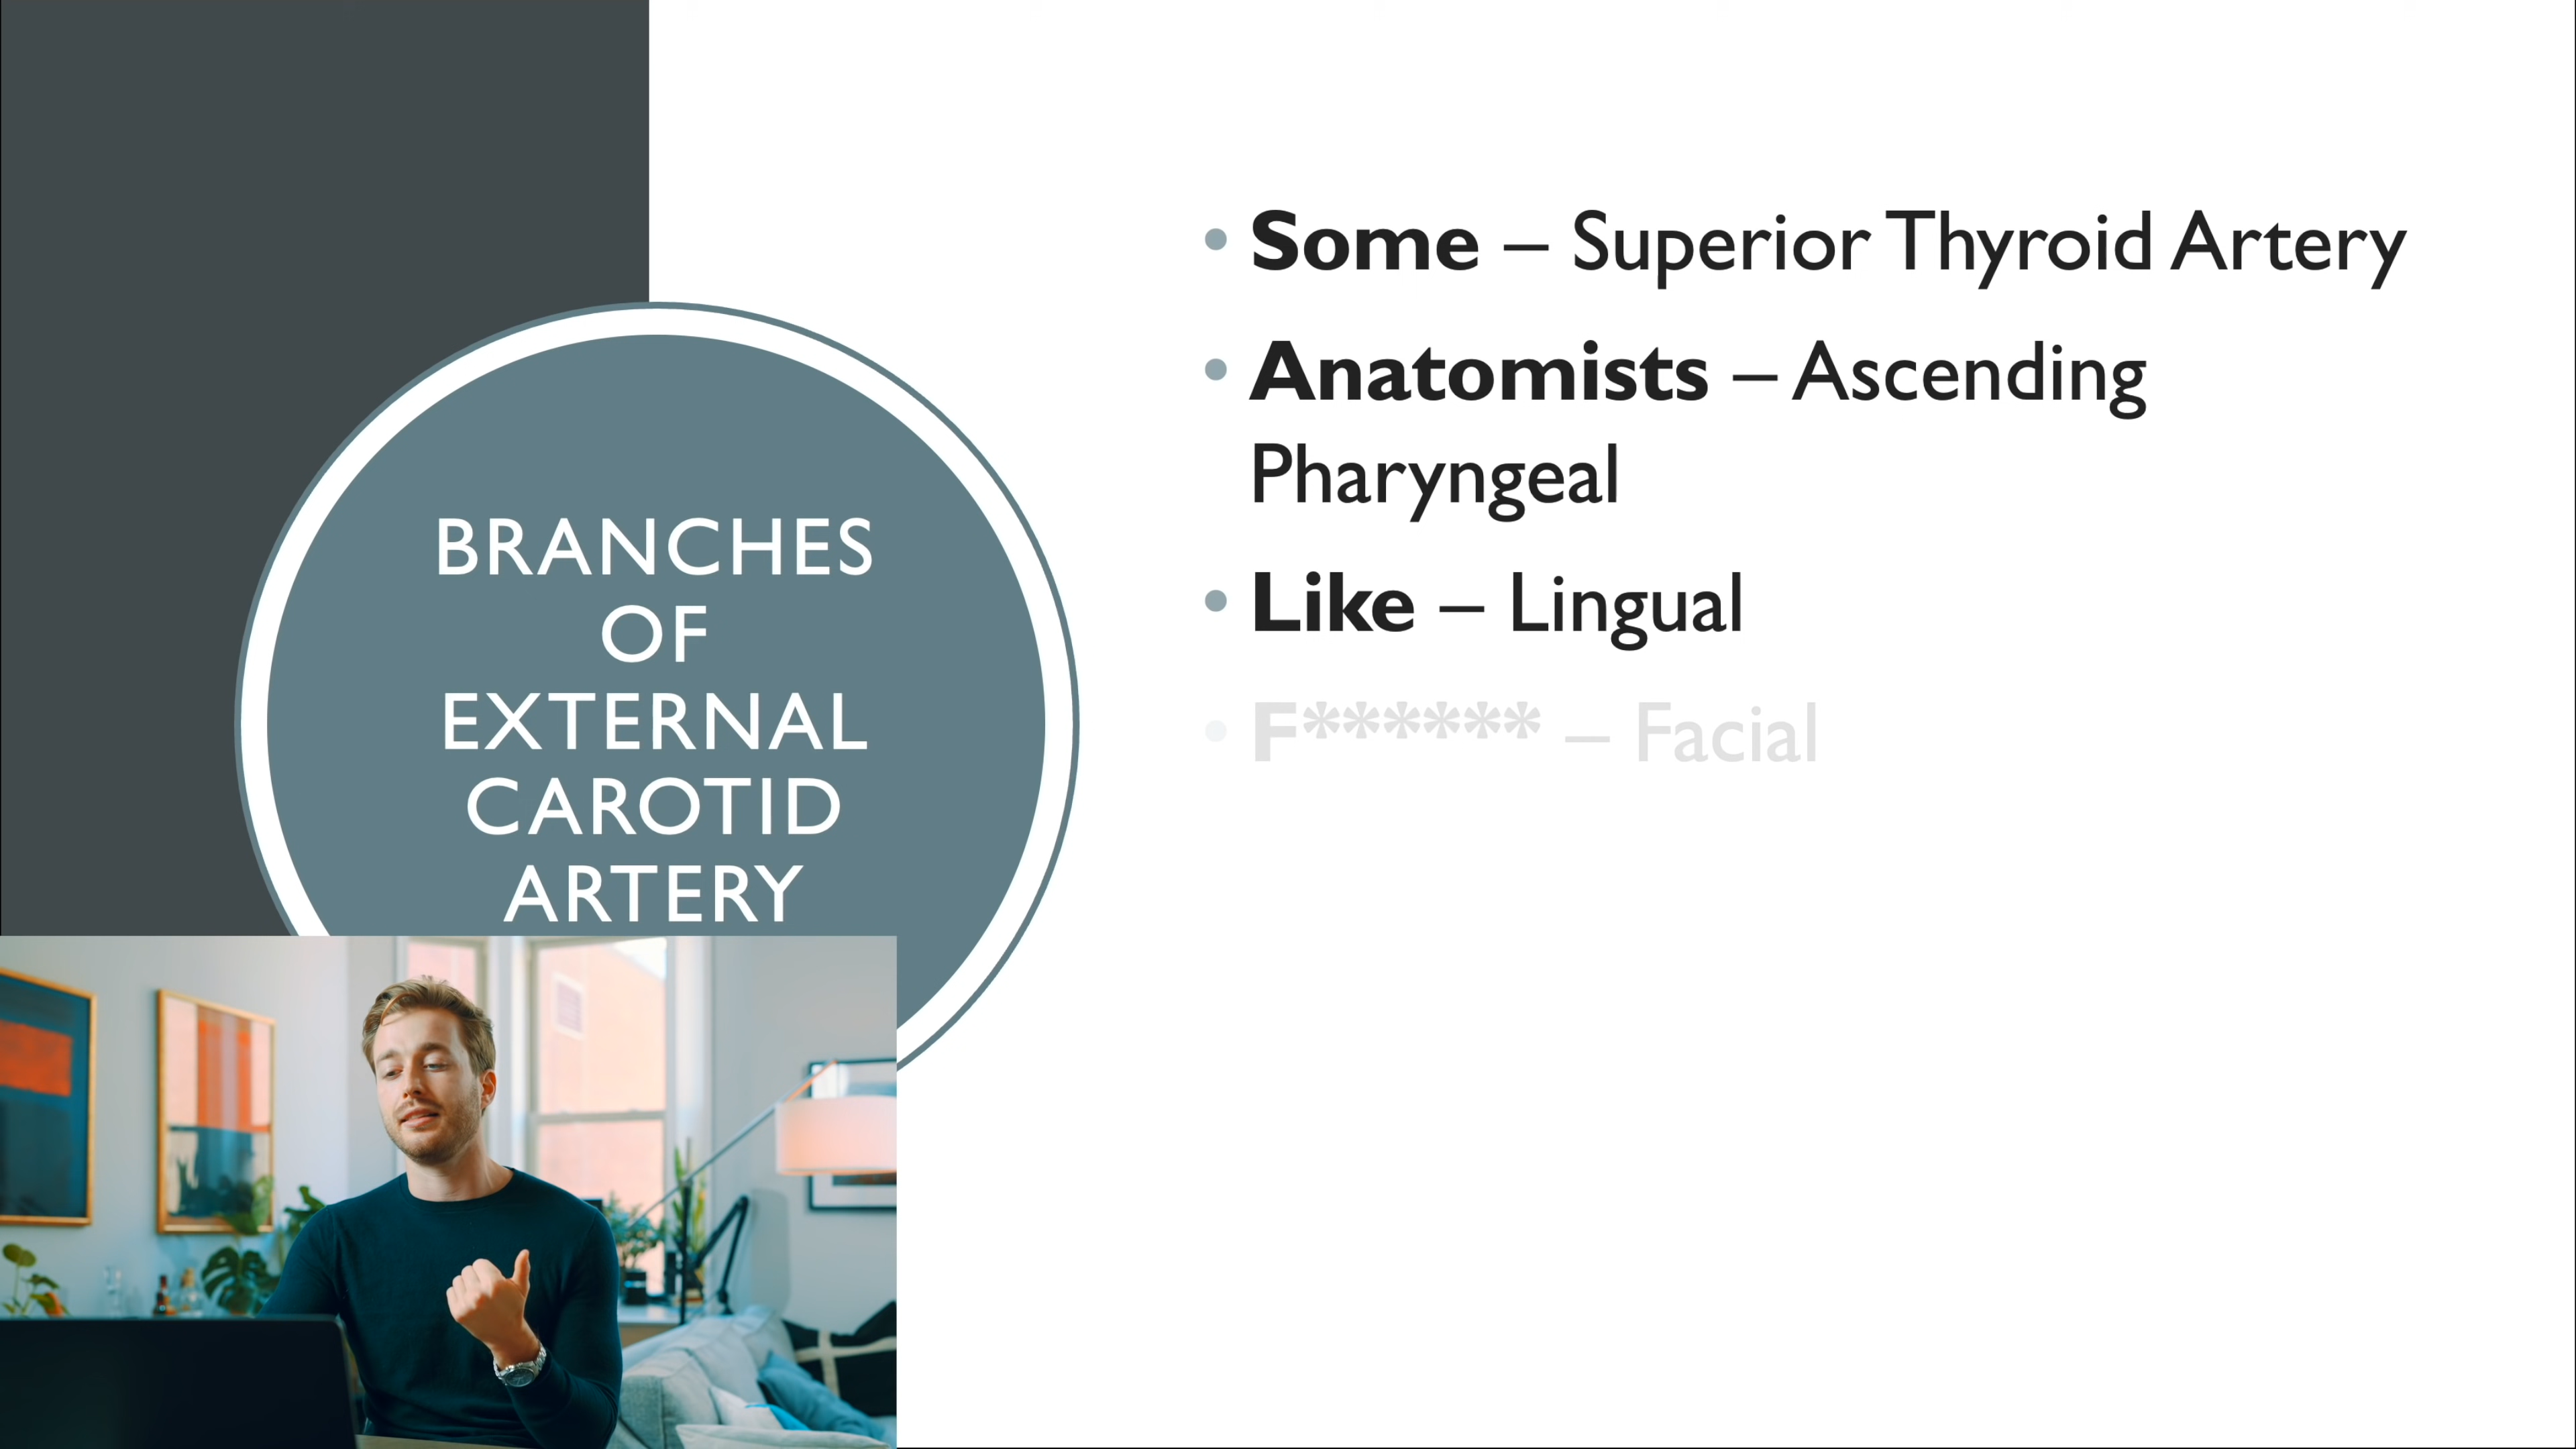 BRANCHES
OF
EXTERNAL
CAROTID
ARTERY
• Some – Superior Thyroid Artery
• Anatomists – Ascending
Pharyngeal
• Like – Lingual
• F****** – Facial